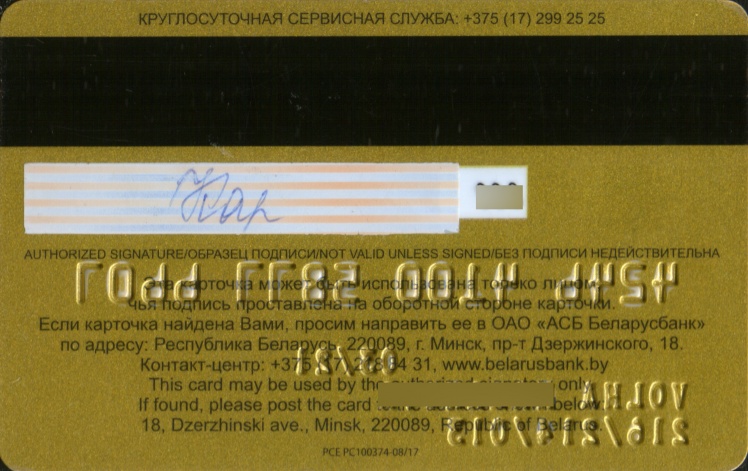 КРУГЛОСУТОЧНАЯ СЕРВИСНАЯ СЛУЖБА: +375 (17) 299 25 25
AUTHORIZED SIGNATURE/ОБРАЗЕЦ ПОДПИСИ/NOT VALID UNLESS SIGNED/БЕЗ ПОДПИСИ НЕДЕЙСТВИТЕЛЬНА
Эта карточка может быть использована только лицом,
чья подпись проставлена на оборотной стороне карточки.
Если карточка найдена Вами, просим направить ее в ОАО «АСБ Беларусбанк»
по адресу: Республика Беларусь, 220089, г. Минск, пр-т Дзержинского, 18.
Контакт-центр: +375 17 31, www.belarusbank.by
This card may be used by the only.
If found, please post the card below
18, Dzerzhinski ave., Minsk, 220089, Republic of Belarus.
VOLHA
PCE PC100374-08/17